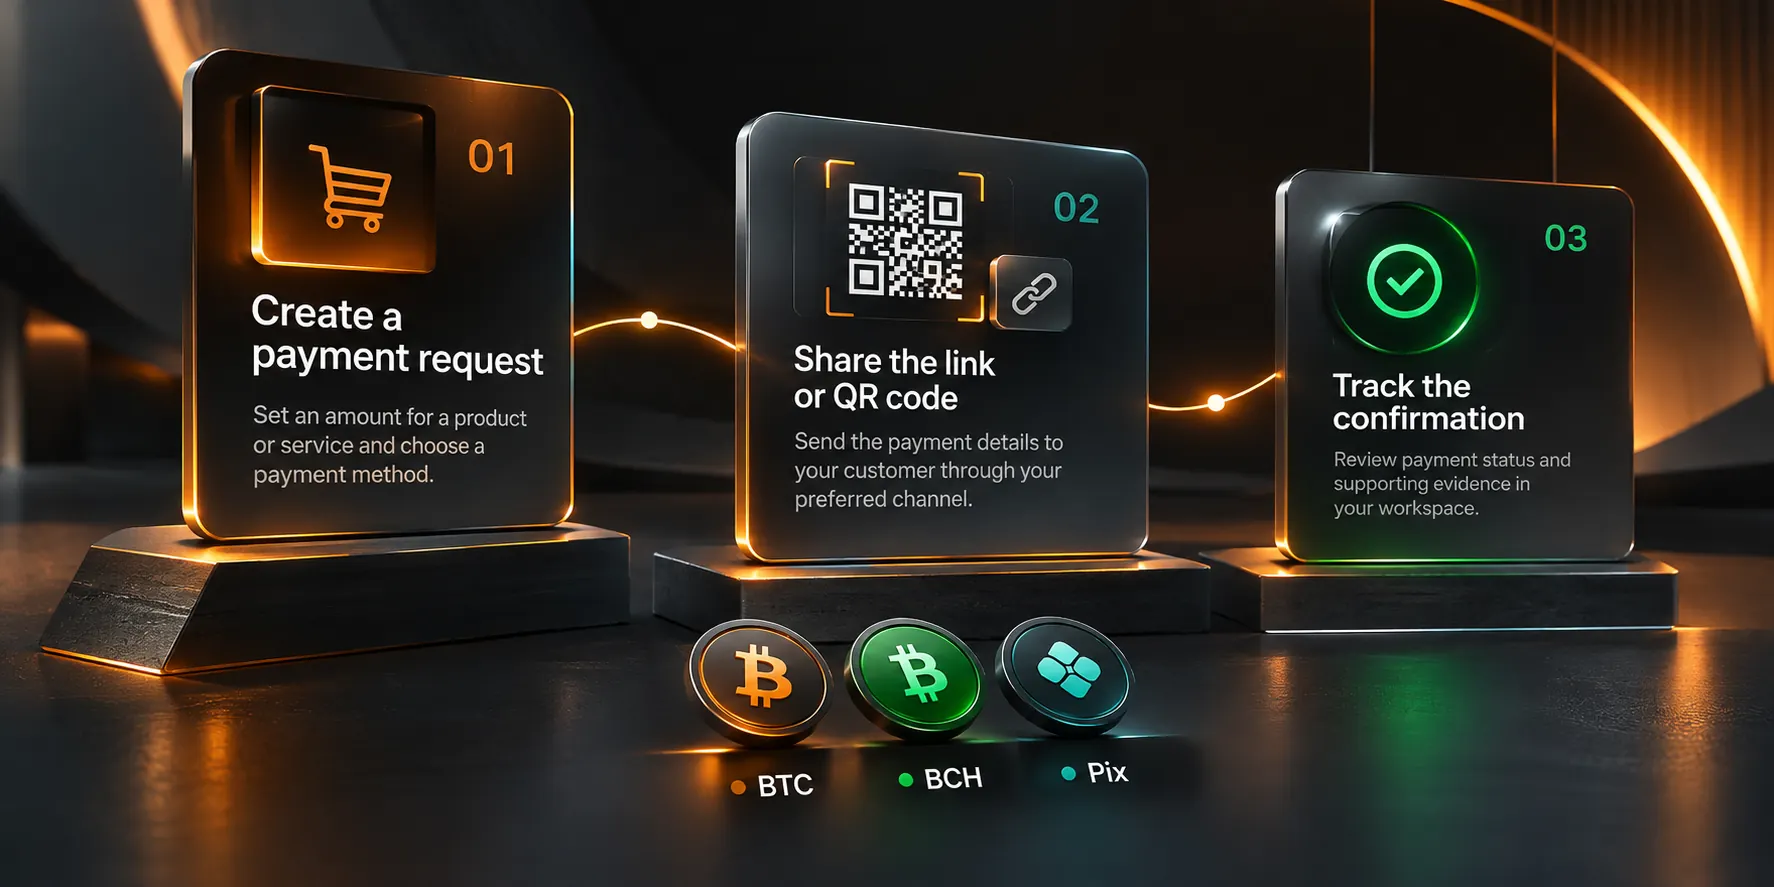 01
Create a
payment request
Set an amount for a product
or service and choose a
payment method.
02
Share the link
or QR code
Send the payment details to
your customer through your
preferred channel.
03
Track the
confirmation
Review payment status and
supporting evidence in
your workspace.
BTC
BCH
Pix